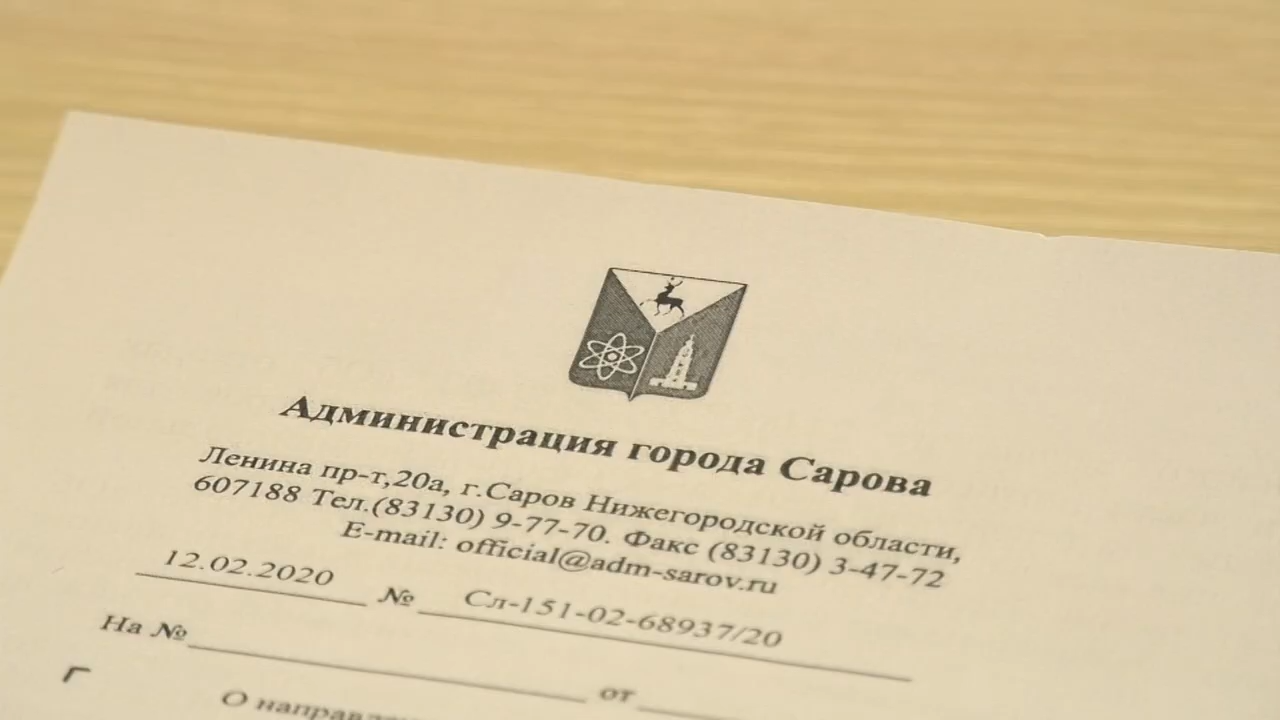 Администрация города Сарова
Ленина пр-т,20а, г.Саров Нижегородской области,
607188 Тел.(83130) 9-77-70. Факс (83130) 3-47-72
E-mail: official@adm-sarov.ru
12.02.2020 № Сл-151-02-68937/20
На № от
О